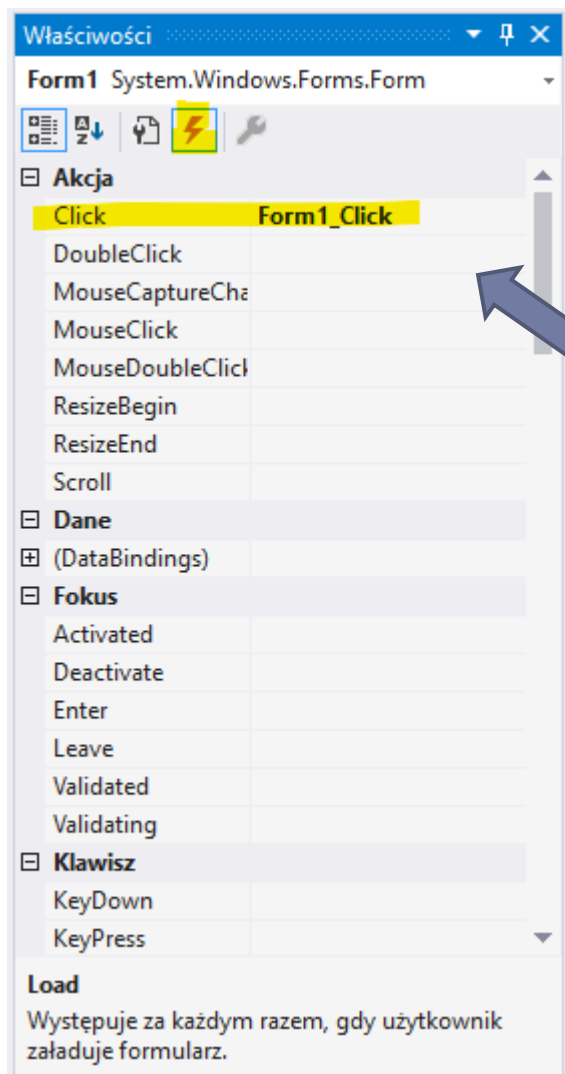 Właściwości
Form1 System.Windows.Forms.Form
Akcja
Click Form1_Click
DoubleClick
MouseCaptureCha
MouseClick
MouseDoubleClick
ResizeBegin
ResizeEnd
Scroll
Dane
(DataBindings)
Fokus
Activated
Deactivate
Enter
Leave
Validated
Validating
Klawisz
KeyDown
KeyPress
Load
Występuje za każdym razem, gdy użytkownik
załaduje formularz.